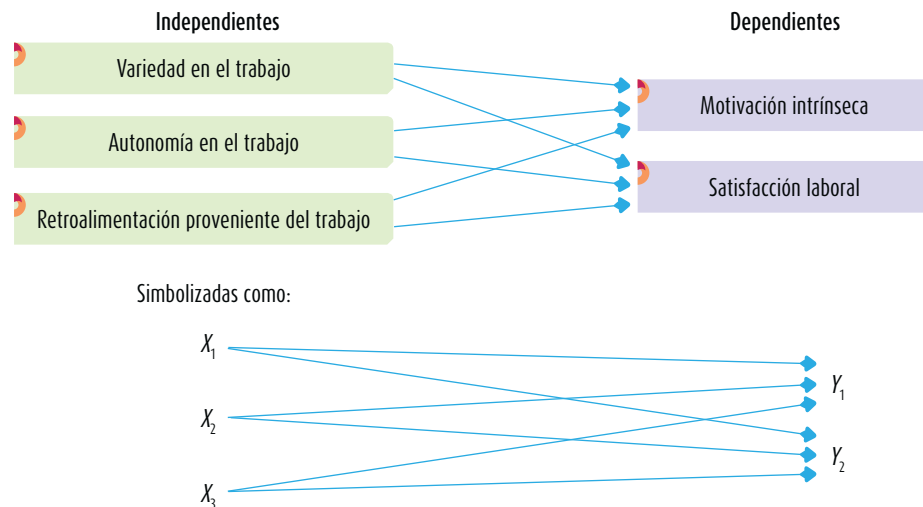 Independientes
Dependientes
Variedad en el trabajo
Motivación intrínseca
Autonomía en el trabajo
Satisfacción laboral
Retroalimentación proveniente del trabajo
Simbolizadas como:
X₁
Y₁
X₂
Y₂
X₃